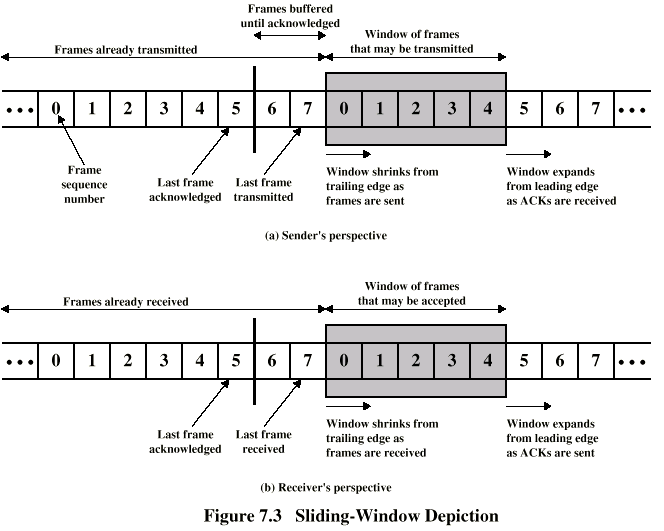 Frames buffered
until acknowledged
Window of frames
that may be transmitted
Frames already transmitted
••• 0 1 2 3 4 5 6 7 0 1 2 3 4 5 6 7 •••
Frame
sequence
number
Last frame
acknowledged
Last frame
transmitted
Window shrinks from
trailing edge as
frames are sent
Window expands
from leading edge
as ACKs are received
(a) Sender's perspective
Window of frames
that may be accepted
Frames already received
••• 0 1 2 3 4 5 6 7 0 1 2 3 4 5 6 7 •••
Last frame
acknowledged
Last frame
received
Window shrinks from
trailing edge as
frames are received
Window expands
from leading edge
as ACKs are sent
(b) Receiver's perspective
Figure 7.3 Sliding-Window Depiction